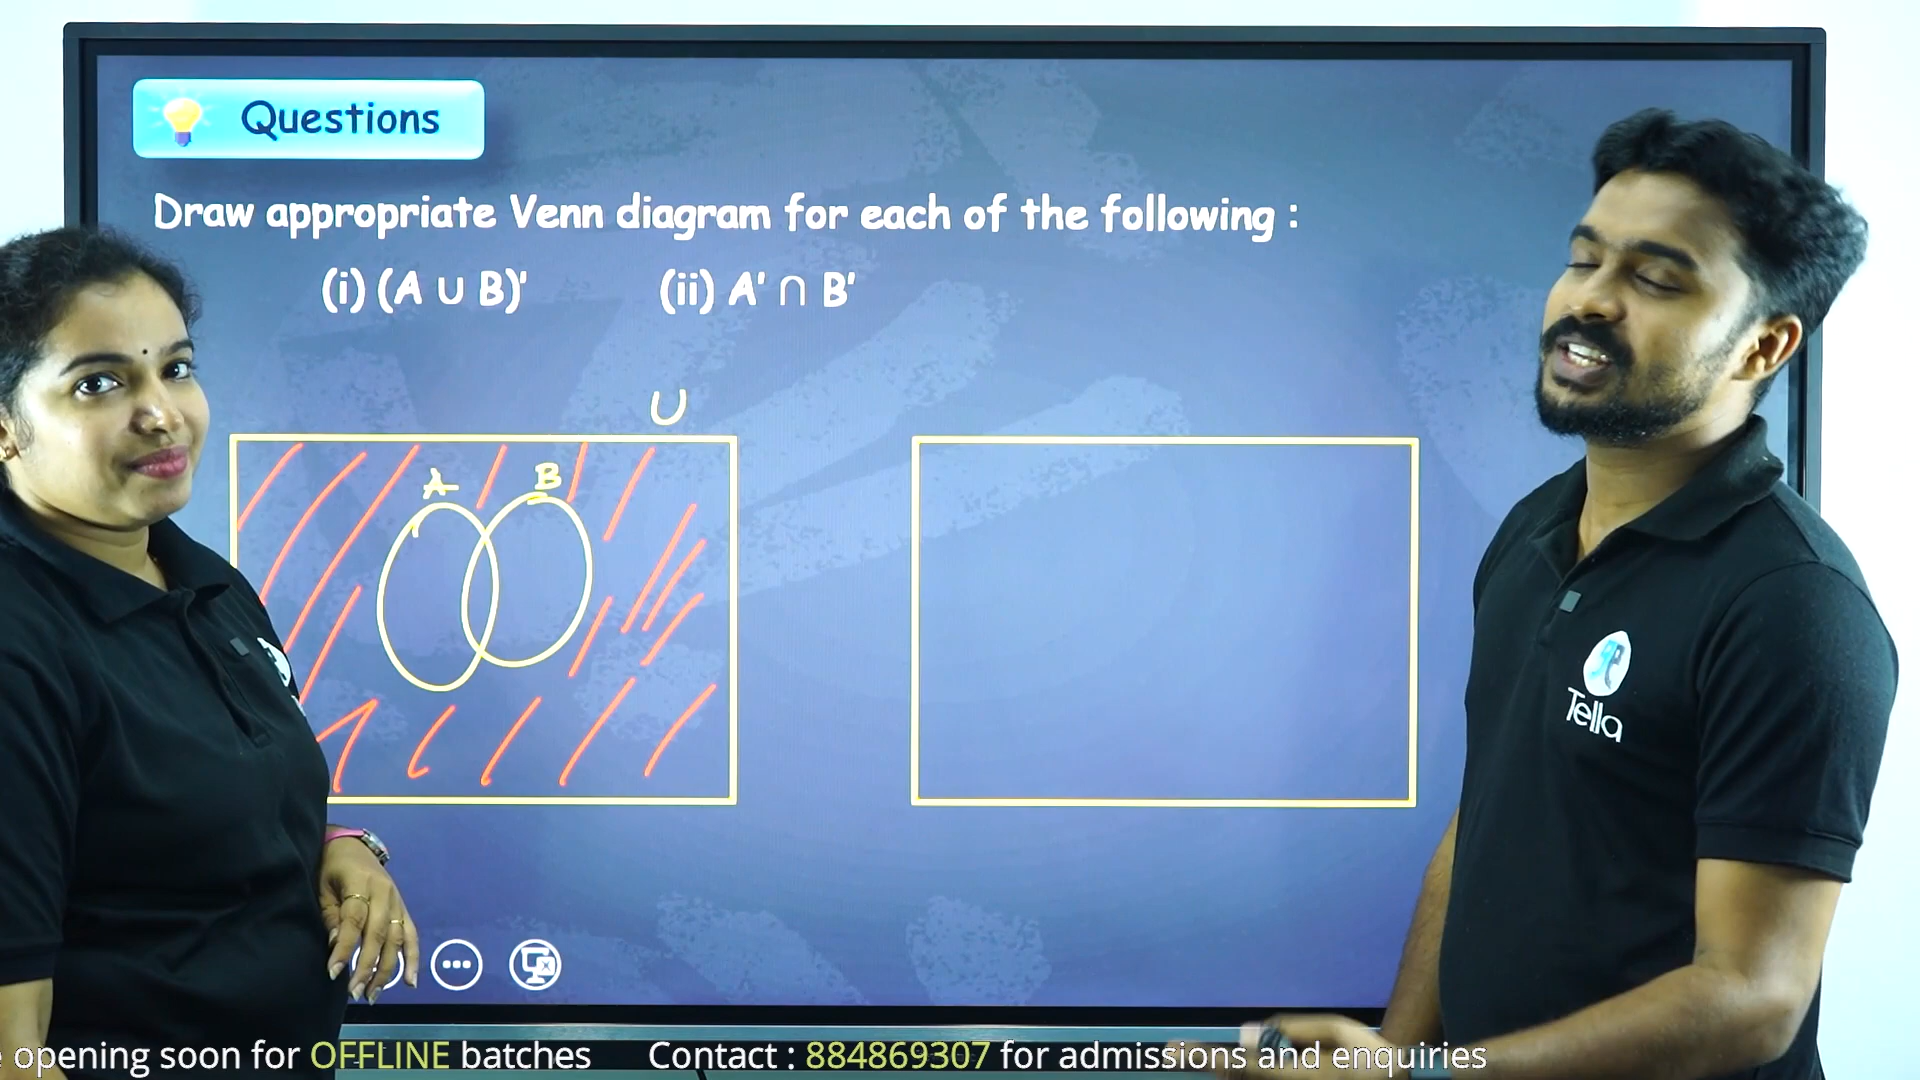 Questions
Draw appropriate Venn diagram for each of the following :
(i) (A ∪ B)' (ii) A' ∩ B'
U
A B
Tella
opening soon for OFFLINE batches Contact : 884869307 for admissions and enquiries